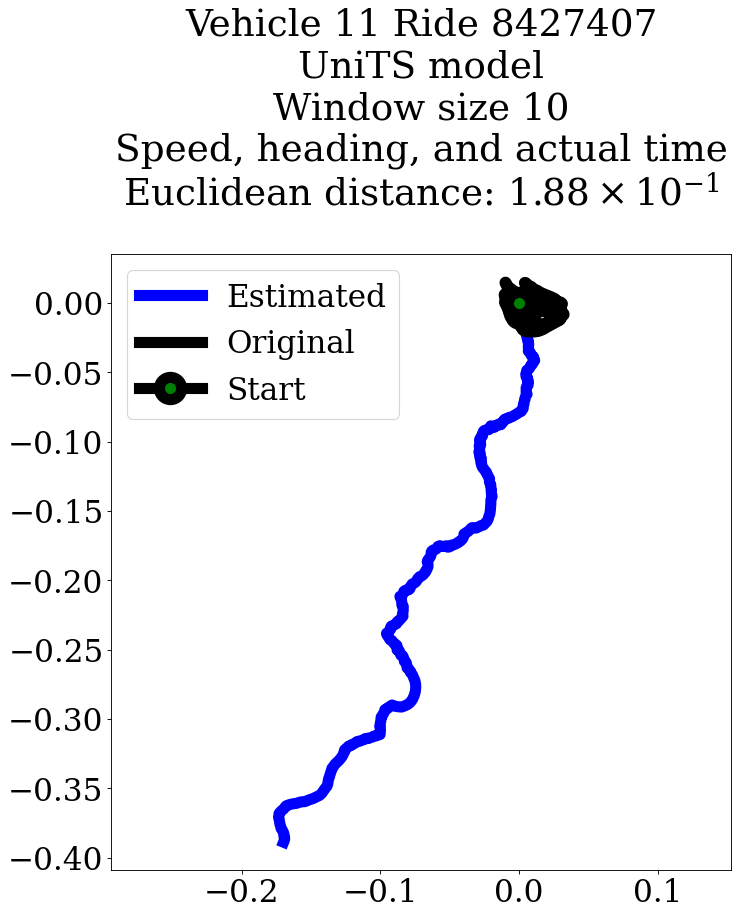 Vehicle 11 Ride 8427407
UniTS model
Window size 10
Speed, heading, and actual time
Euclidean distance: 1.88 × 10⁻¹
Estimated
Original
Start
0.00
−0.05
−0.10
−0.15
−0.20
−0.25
−0.30
−0.35
−0.40
−0.2
−0.1
0.0
0.1